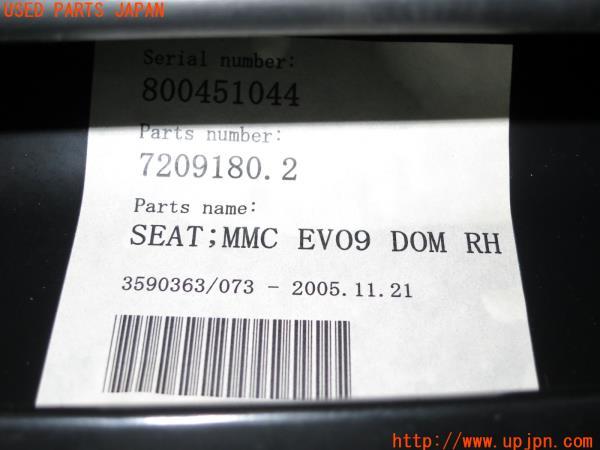 USED PARTS JAPAN
Serial number:
800451044
Parts number:
7209180.2
Parts name:
SEAT;MMC EVO9 DOM RH
3590363/073 - 2005.11.21
http://www.upjpn.com/